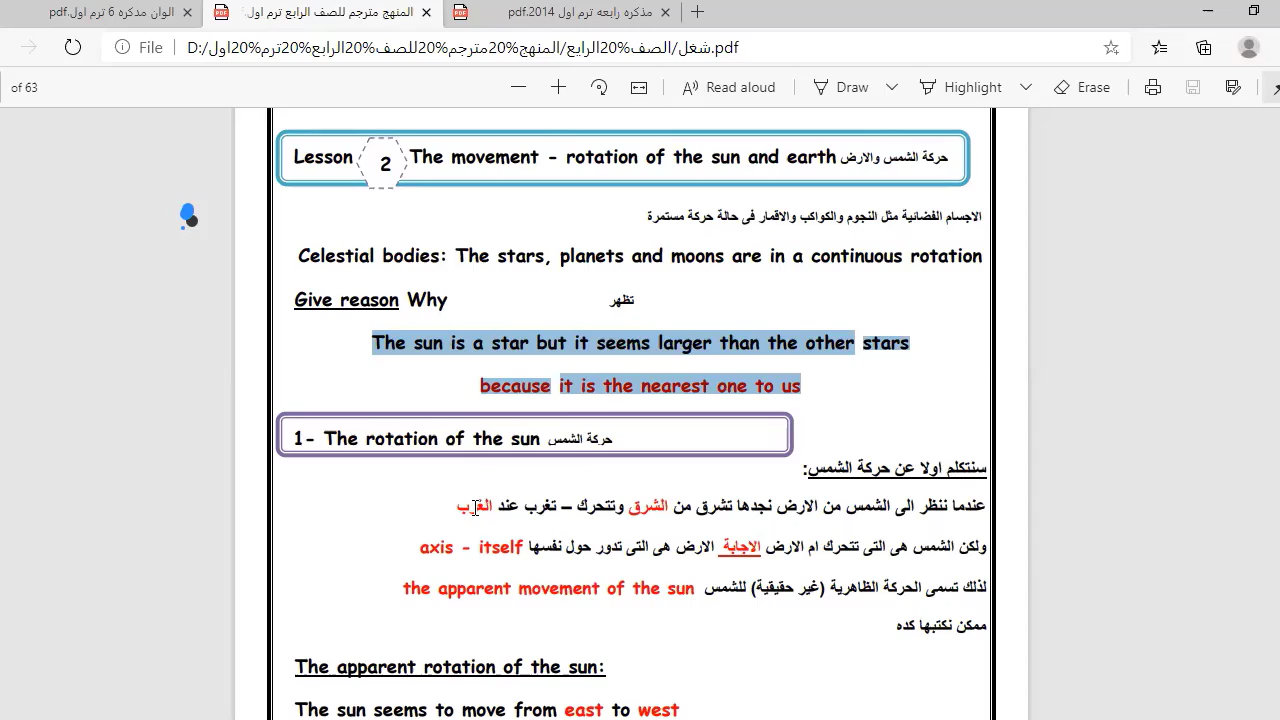 الوان مذكره 6 ترم اول.pdf
المنهج مترجم للصف الرابع ترم اول.
مذكره رابعه ترم اول 2014.pdf
File D:/شغل/الصف%20الرابع/المنهج%20مترجم%20للصف%20الرابع%20ترم%20اول.pdf
of 63
Read aloud Draw Highlight Erase
Lesson 2 The movement - rotation of the sun and earth حركة الشمس والارض
الاجسام الفضائية مثل النجوم والكواكب والاقمار فى حالة حركة مستمرة
Celestial bodies: The stars, planets and moons are in a continuous rotation
Give reason Why تظهر
The sun is a star but it seems larger than the other stars
because it is the nearest one to us
1- The rotation of the sun حركة الشمس
سنتكلم اولا عن حركة الشمس:
عندما ننظر الى الشمس من الارض نجدها تشرق من الشرق وتتحرك – تغرب عند الغرب
ولكن الشمس هى التى تتحرك ام الارض الاجابة الارض هى التى تدور حول نفسها axis - itself
لذلك تسمى الحركة الظاهرية (غير حقيقية) للشمس the apparent movement of the sun
ممكن نكتبها كده
The apparent rotation of the sun:
The sun seems to move from east to west